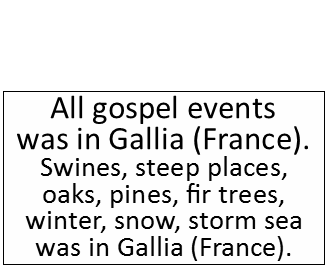 All gospel events
was in Gallia (France).
Swines, steep places,
oaks, pines, fir trees,
winter, snow, storm sea
was in Gallia (France).